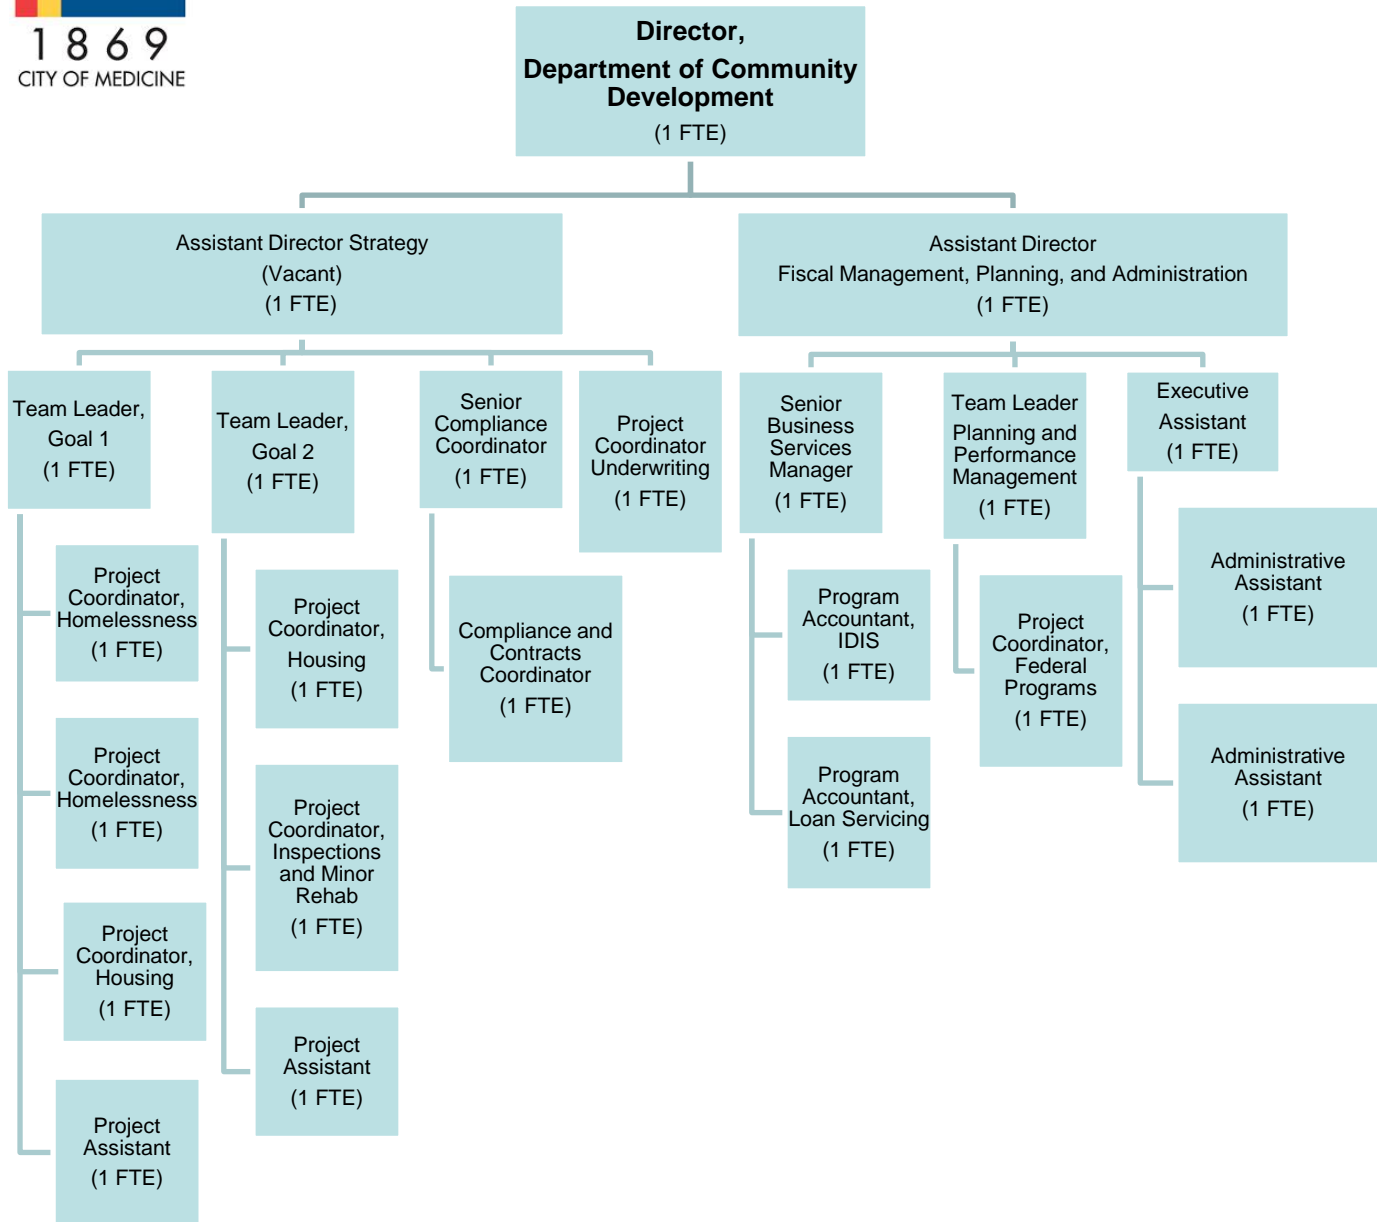 1869
CITY OF MEDICINE
Director,
Department of Community
Development
(1 FTE)
Assistant Director Strategy
(Vacant)
(1 FTE)
Assistant Director
Fiscal Management, Planning, and Administration
(1 FTE)
Team Leader,
Goal 1
(1 FTE)
Team Leader,
Goal 2
(1 FTE)
Senior
Compliance
Coordinator
(1 FTE)
Project
Coordinator
Underwriting
(1 FTE)
Senior
Business
Services
Manager
(1 FTE)
Team Leader
Planning and
Performance
Management
(1 FTE)
Executive
Assistant
(1 FTE)
Project
Coordinator,
Homelessness
(1 FTE)
Project
Coordinator,
Homelessness
(1 FTE)
Project
Coordinator,
Housing
(1 FTE)
Project
Assistant
(1 FTE)
Project
Coordinator,
Housing
(1 FTE)
Project
Coordinator,
Inspections
and Minor
Rehab
(1 FTE)
Project
Assistant
(1 FTE)
Compliance and
Contracts
Coordinator
(1 FTE)
Program
Accountant,
IDIS
(1 FTE)
Program
Accountant,
Loan Servicing
(1 FTE)
Project
Coordinator,
Federal
Programs
(1 FTE)
Administrative
Assistant
(1 FTE)
Administrative
Assistant
(1 FTE)